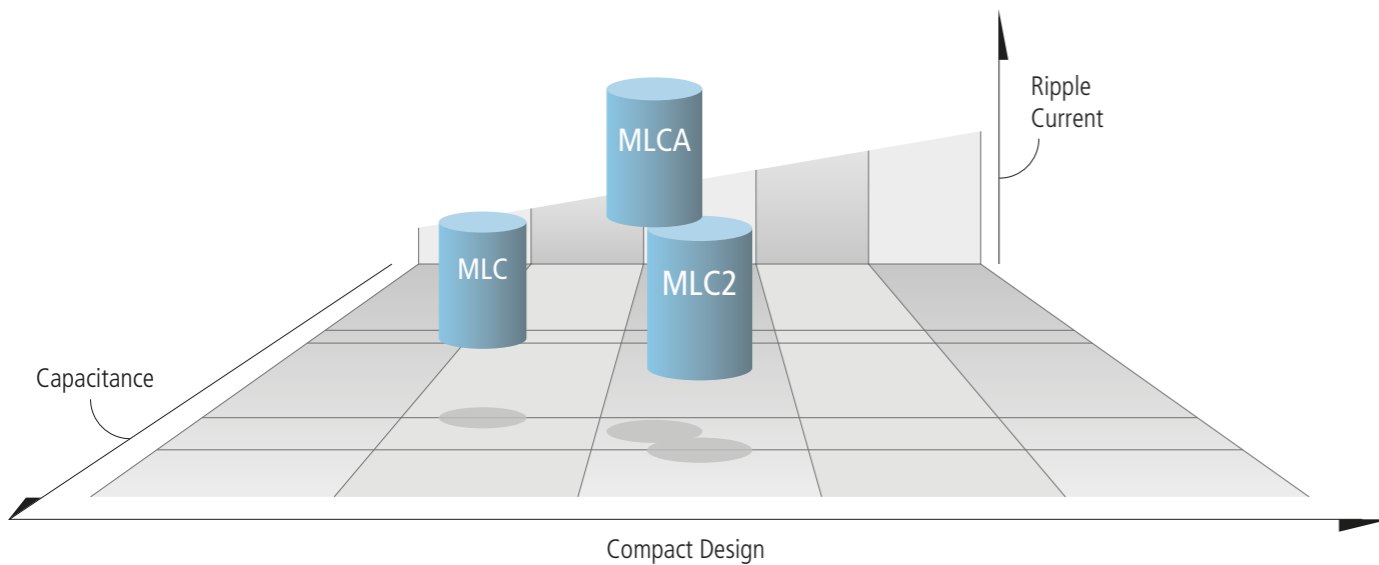 Ripple
Current
MLCA
MLC
MLC2
Capacitance
Compact Design